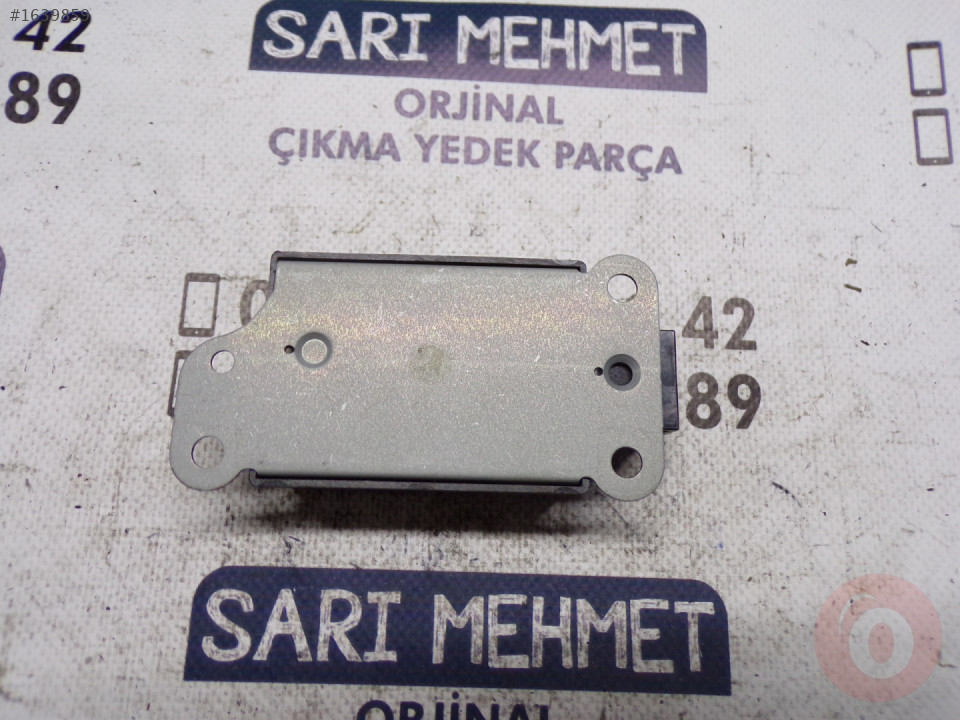 #1639859
42
89
SARI MEHMET
ORJİNAL
ÇIKMA YEDEK PARÇA
42
89
SARI MEHMET
ORJİNAL